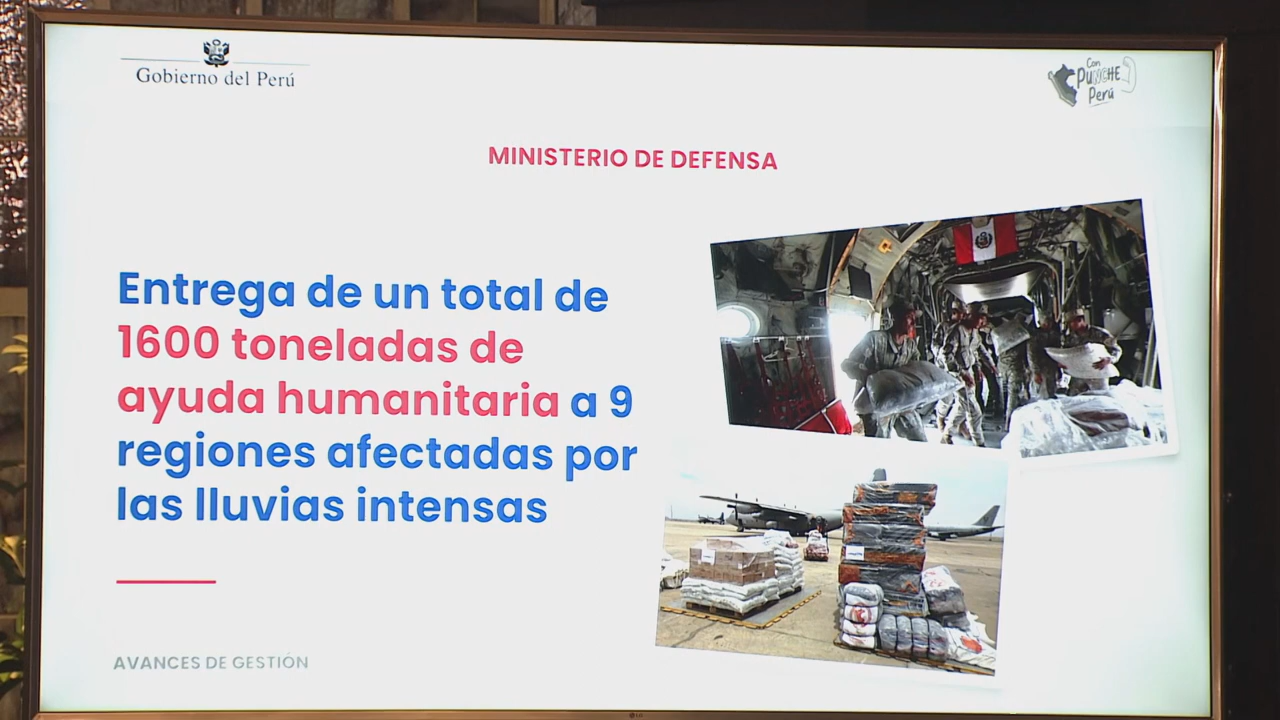 Gobierno del Perú
Con
PUNCHE
Perú
MINISTERIO DE DEFENSA
Entrega de un total de
1600 toneladas de
ayuda humanitaria a 9
regiones afectadas por
las lluvias intensas
AVANCES DE GESTIÓN
LG